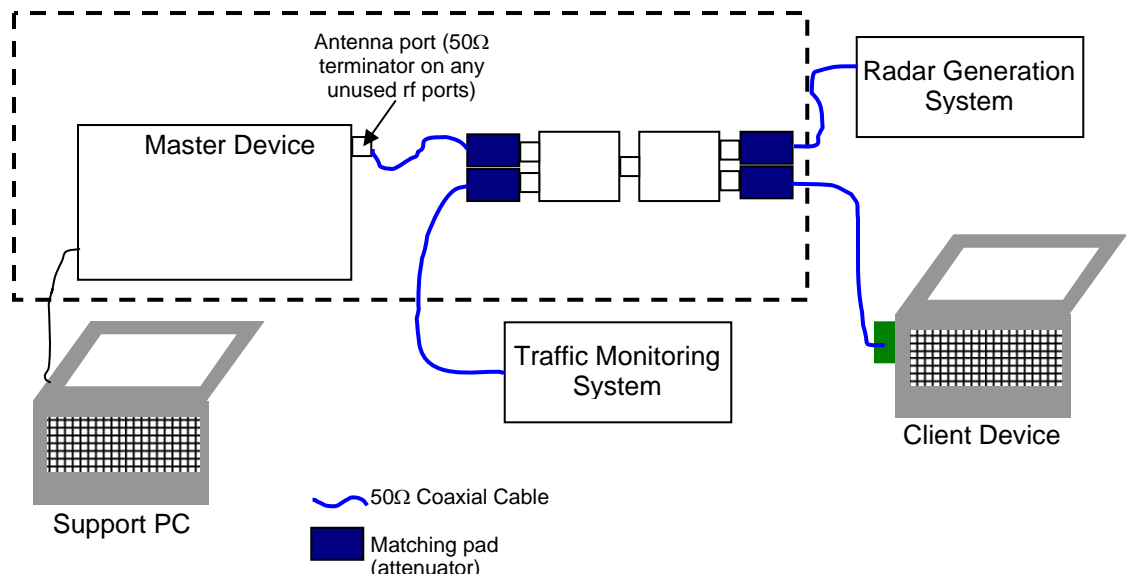 Antenna port (50Ω
terminator on any
unused rf ports)
Master Device
Radar Generation
System
Traffic Monitoring
System
Client Device
Support PC
50Ω Coaxial Cable
Matching pad
(attenuator)